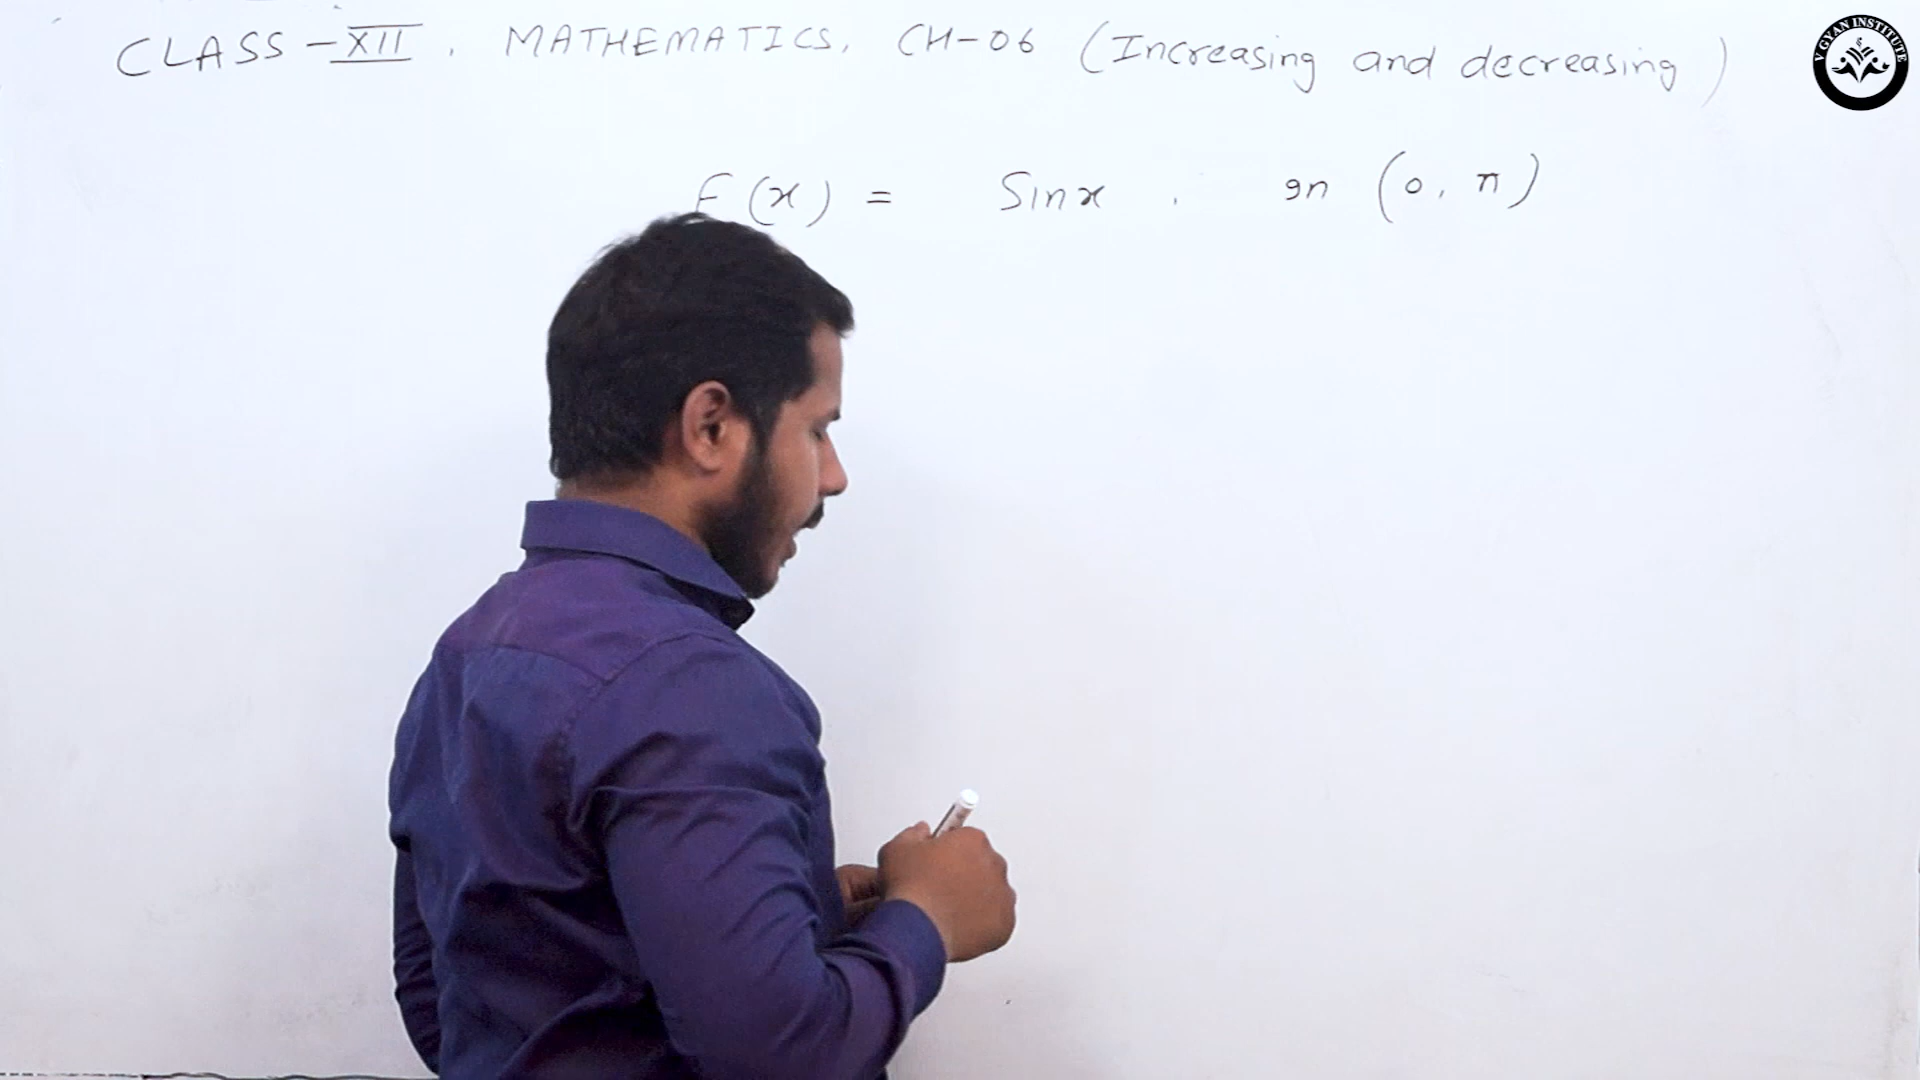 CLASS - XII, MATHEMATICS, CH-06 (Increasing and decreasing)
V GYAN INSTITUTE
F(x) = Sinx , in (0, π)